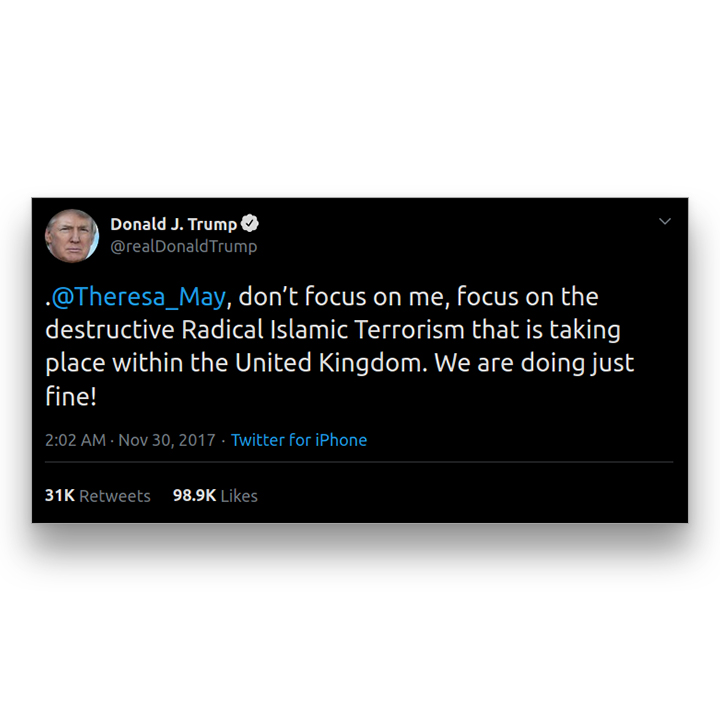 Donald J. Trump
@realDonaldTrump
.@Theresa_May, don’t focus on me, focus on the
destructive Radical Islamic Terrorism that is taking
place within the United Kingdom. We are doing just
fine!
2:02 AM · Nov 30, 2017 · Twitter for iPhone
31K Retweets 98.9K Likes